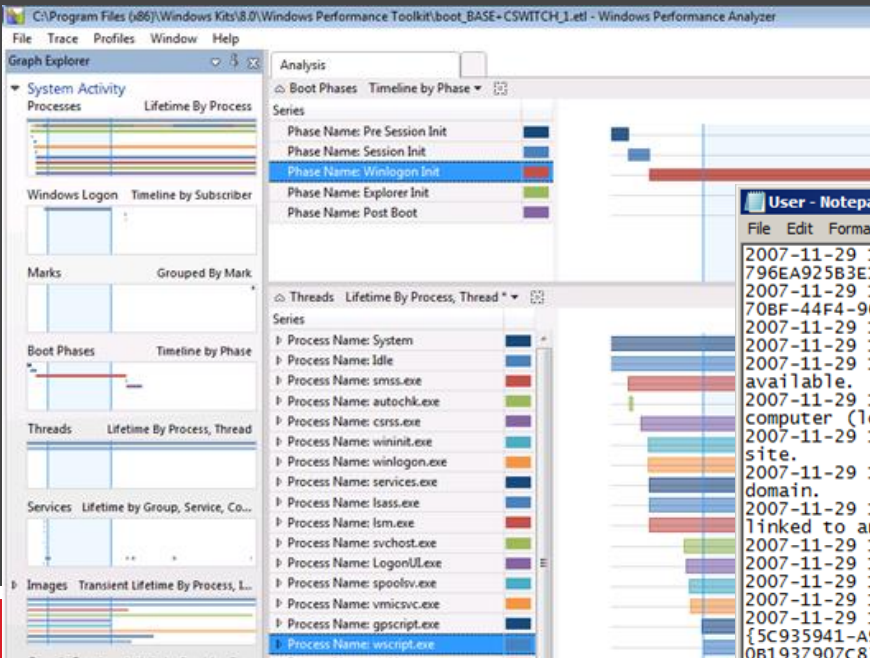 C:\Program Files (x86)\Windows Kits\8.0\Windows Performance Toolkit\boot_BASE+CSWITCH_1.etl - Windows Performance Analyzer
File Trace Profiles Window Help
Graph Explorer
System Activity
Processes Lifetime By Process
Windows Logon Timeline by Subscriber
Marks Grouped By Mark
Boot Phases Timeline by Phase
Threads Lifetime By Process, Thread
Services Lifetime by Group, Service, Co...
Images Transient Lifetime By Process, I...
Analysis
Boot Phases Timeline by Phase
Series
Phase Name: Pre Session Init
Phase Name: Session Init
Phase Name: Winlogon Init
Phase Name: Explorer Init
Phase Name: Post Boot
Threads Lifetime By Process, Thread *
Series
Process Name: System
Process Name: Idle
Process Name: smss.exe
Process Name: autochk.exe
Process Name: csrss.exe
Process Name: wininit.exe
Process Name: winlogon.exe
Process Name: services.exe
Process Name: lsass.exe
Process Name: lsm.exe
Process Name: svchost.exe
Process Name: LogonUI.exe
Process Name: spoolsv.exe
Process Name: vmicsvc.exe
Process Name: gpscript.exe
Process Name: wscript.exe
User - Notepa
File Edit Forma
2007-11-29
796EA925B3E
2007-11-29
70BF-44F4-9
2007-11-29
2007-11-29
2007-11-29
available.
2007-11-29
computer (l
2007-11-29
site.
2007-11-29
domain.
2007-11-29
linked to a
2007-11-29
2007-11-29
2007-11-29
2007-11-29
2007-11-29
{5C935941-A
0B1937907C8